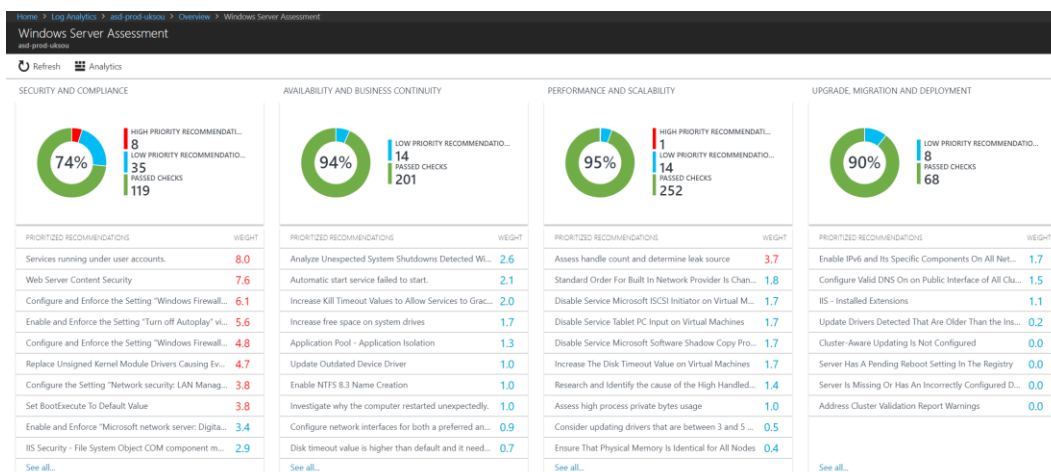 Home > Log Analytics > asd-prod-uksou > Overview > Windows Server Assessment
Windows Server Assessment
asd-prod-uksou
Refresh Analytics
SECURITY AND COMPLIANCE
74%
HIGH PRIORITY RECOMMENDATI...
8
LOW PRIORITY RECOMMENDATIO...
35
PASSED CHECKS
119
PRIORITIZED RECOMMENDATIONS WEIGHT
Services running under user accounts. 8.0
Web Server Content Security 7.6
Configure and Enforce the Setting "Windows Firewall... 6.1
Enable and Enforce the Setting "Turn off Autoplay" vi... 5.6
Configure and Enforce the Setting "Windows Firewall... 4.8
Replace Unsigned Kernel Module Drivers Causing Ev... 4.7
Configure the Setting "Network security: LAN Manag... 3.8
Set BootExecute To Default Value 3.8
Enable and Enforce "Microsoft network server: Digita... 3.4
IIS Security - File System Object COM component m... 2.9
See all...
AVAILABILITY AND BUSINESS CONTINUITY
94%
LOW PRIORITY RECOMMENDATIO...
14
PASSED CHECKS
201
PRIORITIZED RECOMMENDATIONS WEIGHT
Analyze Unexpected System Shutdowns Detected Wi... 2.6
Automatic start service failed to start. 2.1
Increase Kill Timeout Values to Allow Services to Grac... 2.0
Increase free space on system drives 1.7
Application Pool - Application Isolation 1.3
Update Outdated Device Driver 1.0
Enable NTFS 8.3 Name Creation 1.0
Investigate why the computer restarted unexpectedly. 1.0
Configure network interfaces for both a preferred an... 0.9
Disk timeout value is higher than default and it need... 0.7
See all...
PERFORMANCE AND SCALABILITY
95%
HIGH PRIORITY RECOMMENDATI...
1
LOW PRIORITY RECOMMENDATIO...
14
PASSED CHECKS
252
PRIORITIZED RECOMMENDATIONS WEIGHT
Assess handle count and determine leak source 3.7
Standard Order For Built In Network Provider Is Chan... 1.8
Disable Service Microsoft ISCSI Initiator on Virtual M... 1.7
Disable Service Tablet PC Input on Virtual Machines 1.7
Disable Service Microsoft Software Shadow Copy Pro... 1.7
Increase The Disk Timeout Value on Virtual Machines 1.7
Research and Identify the cause of the High Handled... 1.4
Assess high process private bytes usage 1.0
Consider updating drivers that are between 3 and 5 ... 0.5
Ensure That Physical Memory Is Identical for All Nodes 0.4
See all...
UPGRADE, MIGRATION AND DEPLOYMENT
90%
LOW PRIORITY RECOMMENDATIO...
8
PASSED CHECKS
68
PRIORITIZED RECOMMENDATIONS WEIGHT
Enable IPv6 and Its Specific Components On All Net... 1.7
Configure Valid DNS On on Public Interface of All Clu... 1.5
IIS - Installed Extensions 1.1
Update Drivers Detected That Are Older Than the Ins... 0.2
Cluster-Aware Updating Is Not Configured 0.0
Server Has A Pending Reboot Setting In The Registry 0.0
Server Is Missing Or Has An Incorrectly Configured D... 0.0
Address Cluster Validation Report Warnings 0.0
See all...